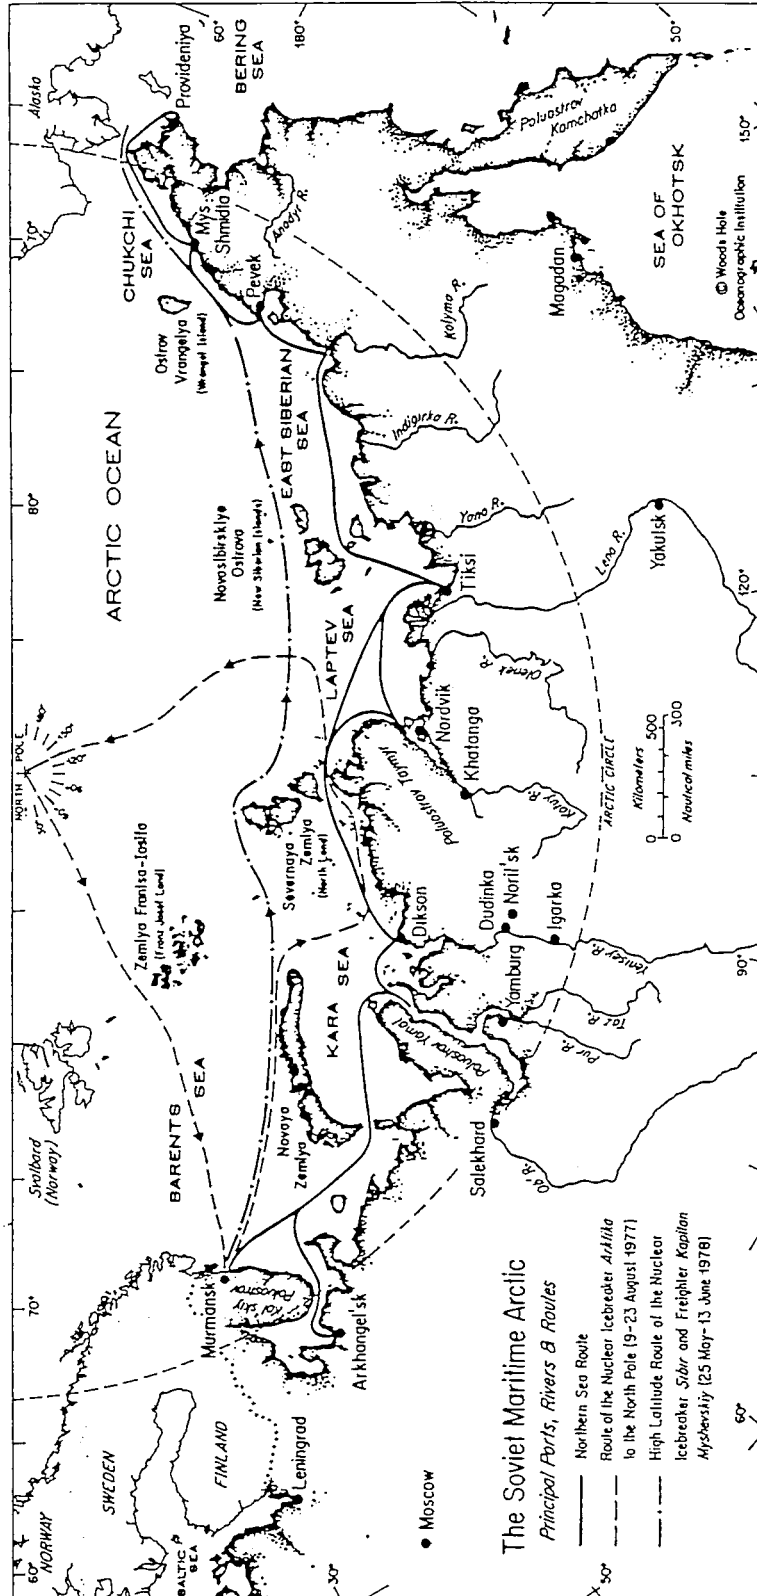 The Soviet Maritime Arctic
Principal Ports, Rivers & Routes
Northern Sea Route
Route of the Nuclear Icebreaker Arktika
to the North Pole (9-23 August 1977)
High Latitude Route of the Nuclear
Icebreaker Sibir and Freighter Kapitan
Myshevskiy (25 May-13 June 1978)
60°
NORWAY
SWEDEN
FINLAND
BALTIC
SEA
30°
Leningrad
Moscow
50°
60°
70°
Murmansk
Kol'skiy
Poluostrov
Arkhangel'sk
Svalbard
(Norway)
BARENTS
SEA
Novaya
Zemlya
Zemlya Frantsa-Iosifa
(Franz Josef Land)
NORTH POLE
KARA
SEA
Poluostrov Yamal
Salekhard
Ob' R.
Yamburg
Pur R.
Taz R.
Dikson
Dudinka
Noril'sk
Igarka
Yenisey R.
90°
Severnaya
Zemlya
(North Land)
Poluostrov Taymyr
Nordvik
Khatanga
Kotuy R.
ARCTIC CIRCLE
Kilometers
0 500
0 300
Nautical miles
ARCTIC OCEAN
80°
LAPTEV
SEA
Novosibirskiye
Ostrova
(New Siberian Islands)
Olenek R.
Tiksi
Lena R.
Yakutsk
120°
Yana R.
EAST SIBERIAN
SEA
Indigirka R.
Kolyma R.
Ostrov
Vrangelya
(Wrangel Island)
CHUKCHI
SEA
70°
Pevek
Mys
Shmidta
Anadyr R.
Alaska
Provideniya
60°
BERING
SEA
180°
Poluostrov
Kamchatka
50°
Magadan
SEA OF
OKHOTSK
150°
© Woods Hole
Oceanographic Institution